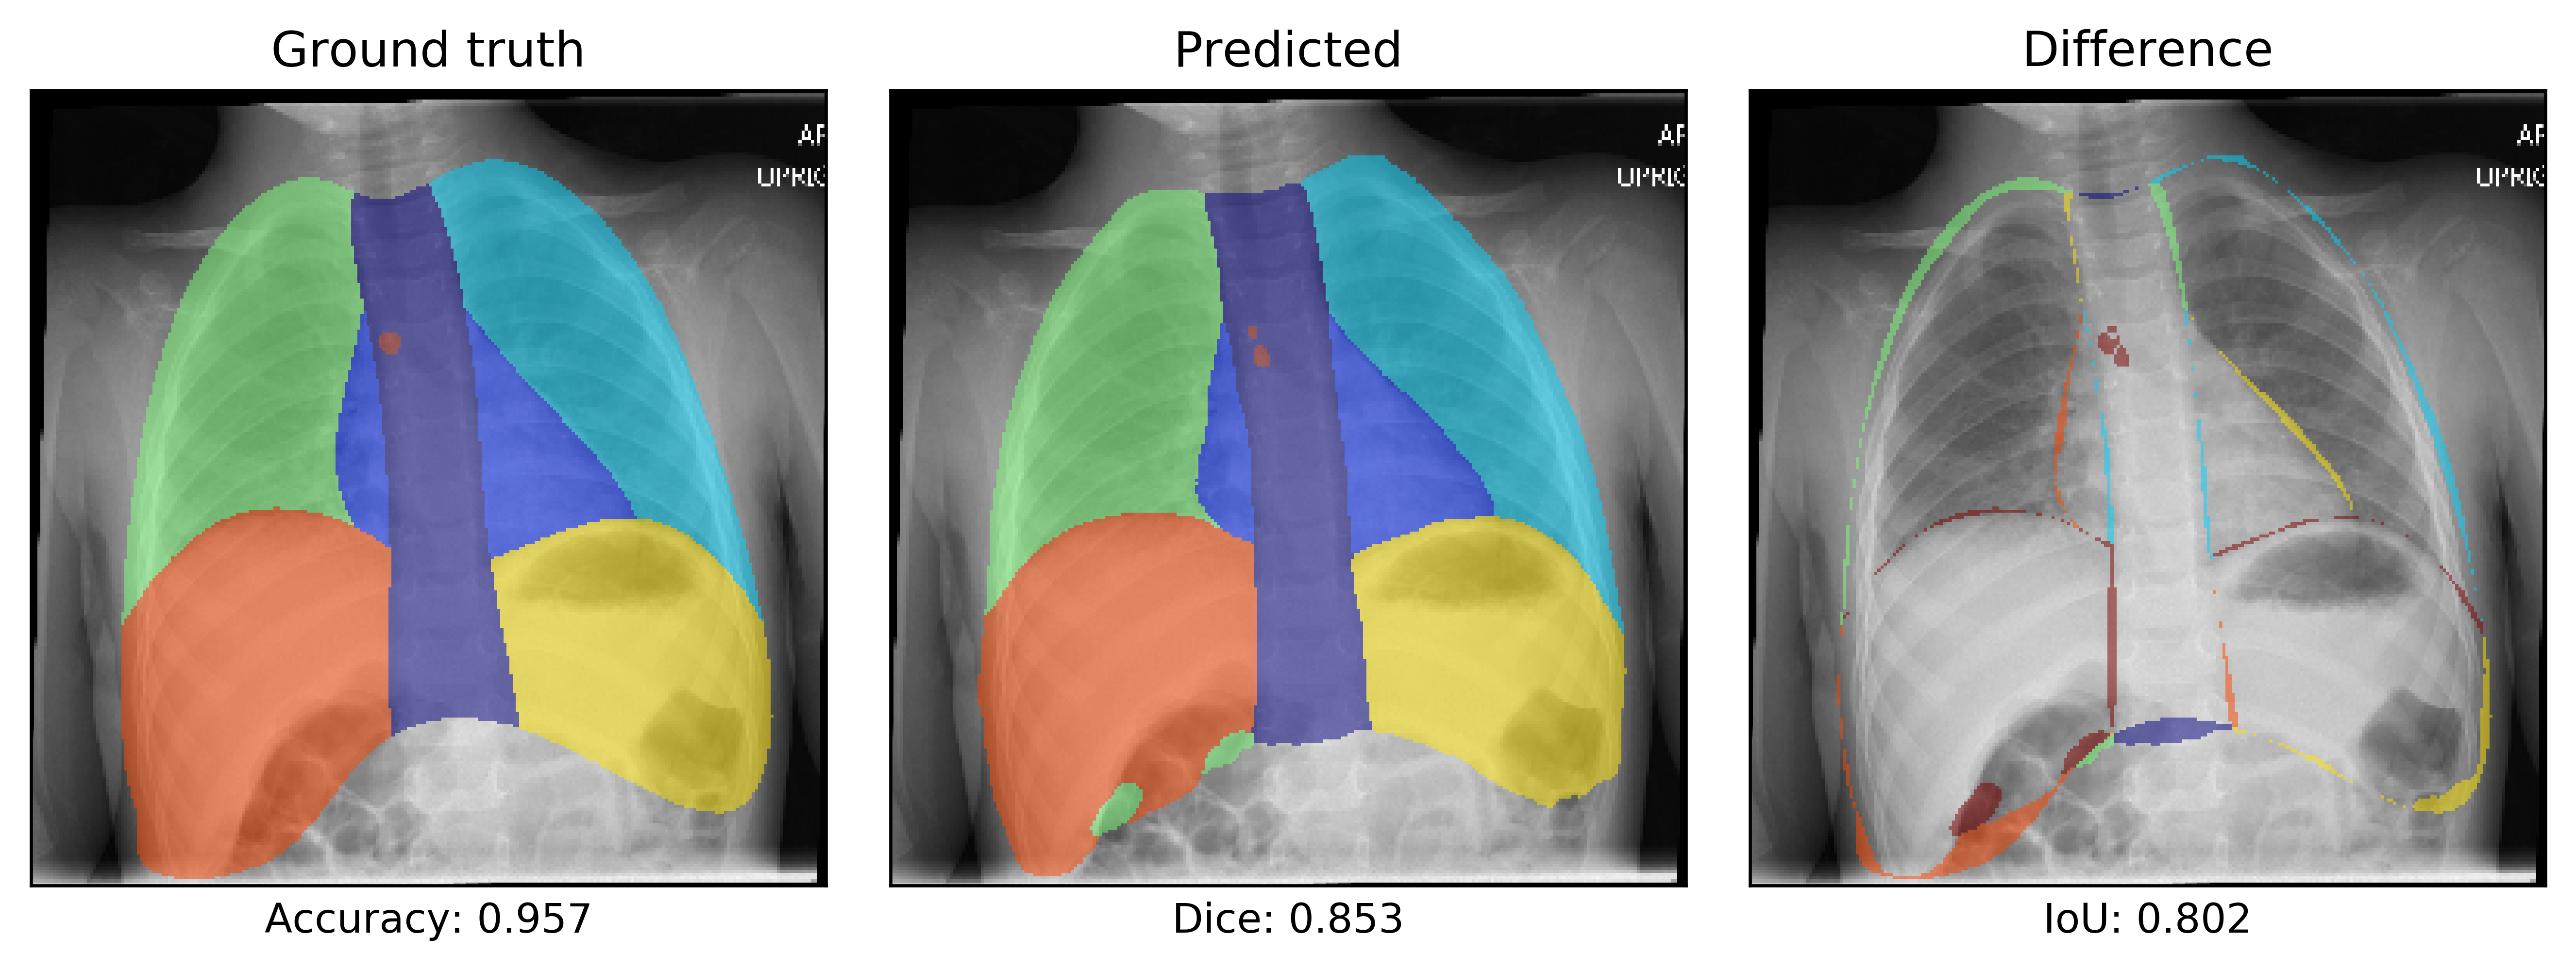 Ground truth
Predicted
Difference
Accuracy: 0.957
Dice: 0.853
IoU: 0.802